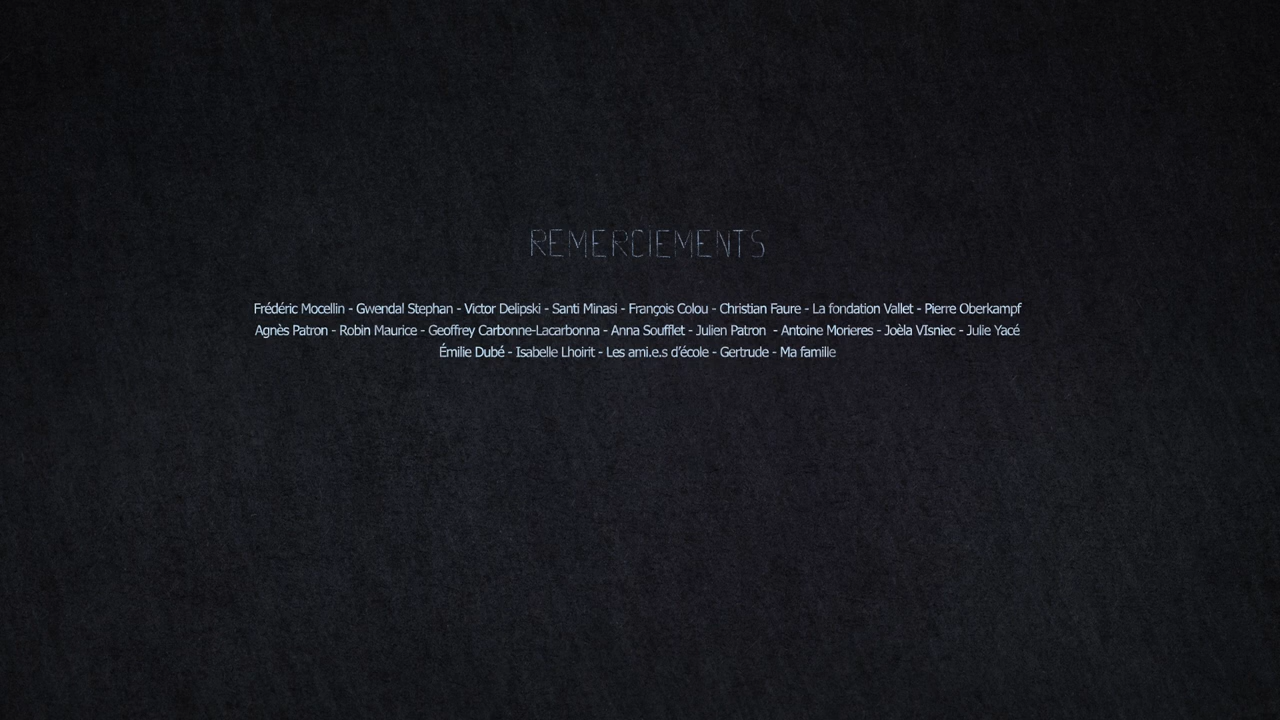 REMERCIEMENTS
Frédéric Mocellin - Gwendal Stephan - Victor Delipski - Santi Minasi - François Colou - Christian Faure - La fondation Vallet - Pierre Oberkampf
Agnès Patron - Robin Maurice - Geoffrey Carbonne-Lacarbonna - Anna Soufflet - Julien Patron - Antoine Morieres - Joèla VIsniec - Julie Yacé
Émilie Dubé - Isabelle Lhoirit - Les ami.e.s d'école - Gertrude - Ma famille